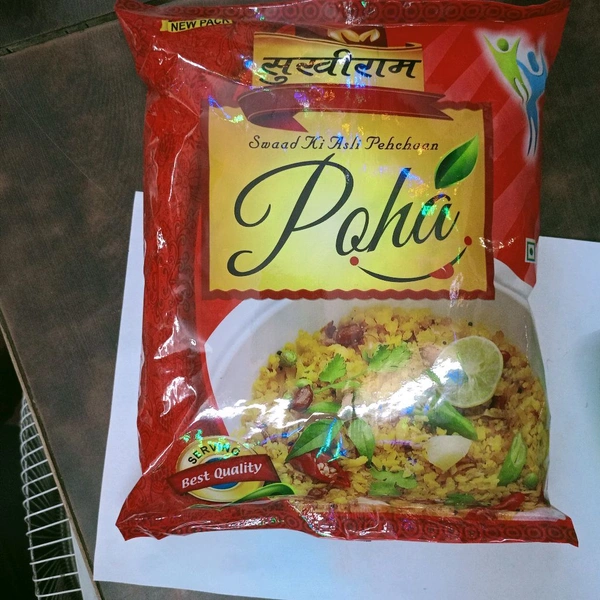 NEW PACK
सुखीराम
Swaad Ki Asli Pehchaan
Poha
SERVING
Best Quality